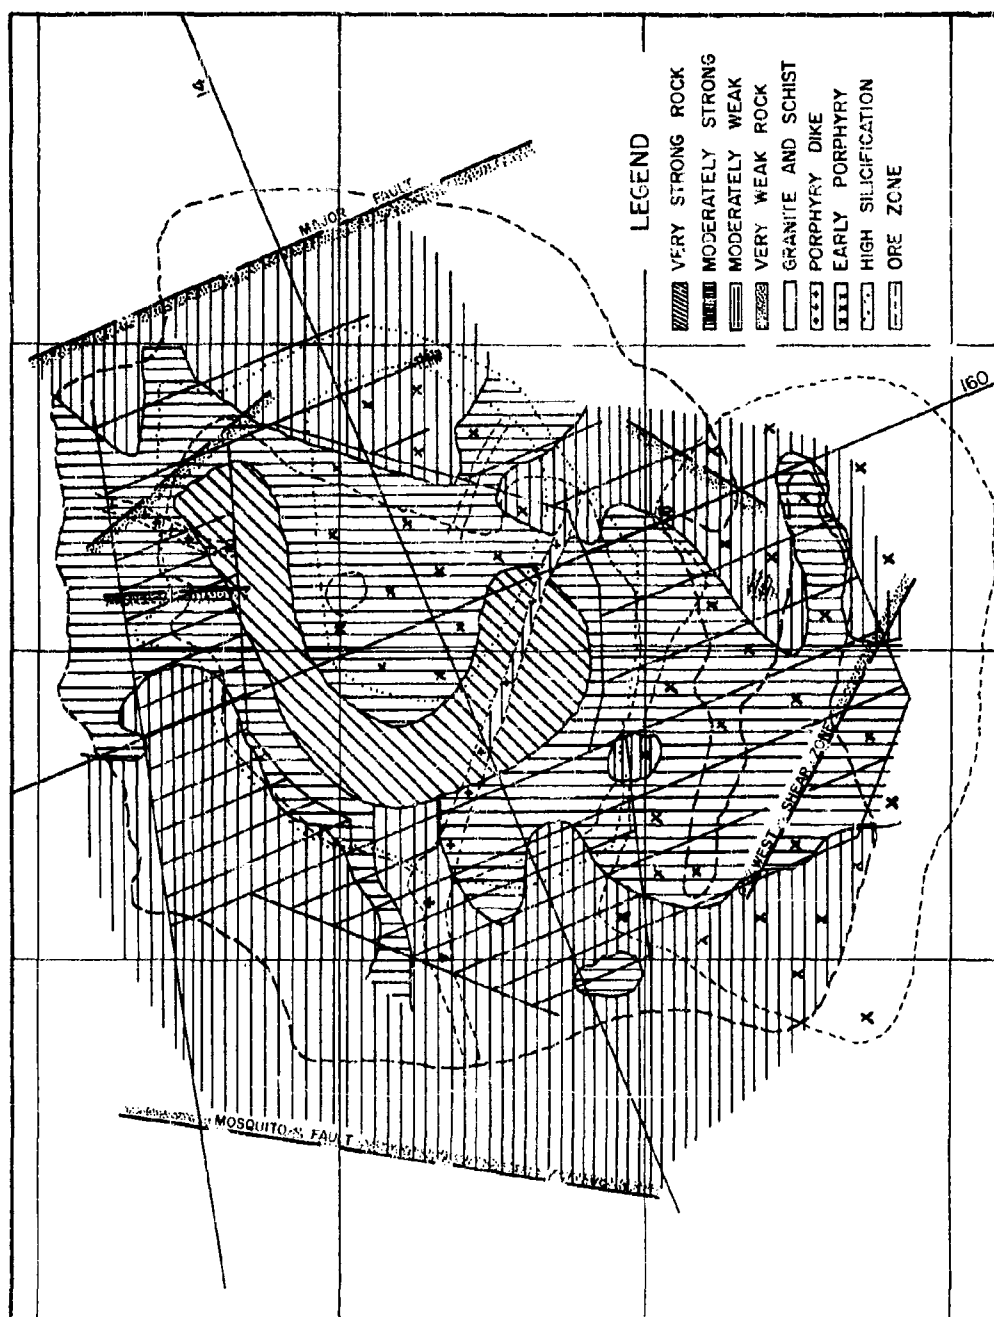 14
MAJOR FAULT
LEGEND
VERY STRONG ROCK
MODERATELY STRONG
MODERATELY WEAK
VERY WEAK ROCK
GRANITE AND SCHIST
PORPHYRY DIKE
EARLY PORPHYRY
HIGH SILICIFICATION
ORE ZONE
160
WEST SHEAR ZONE
MOSQUITO FAULT